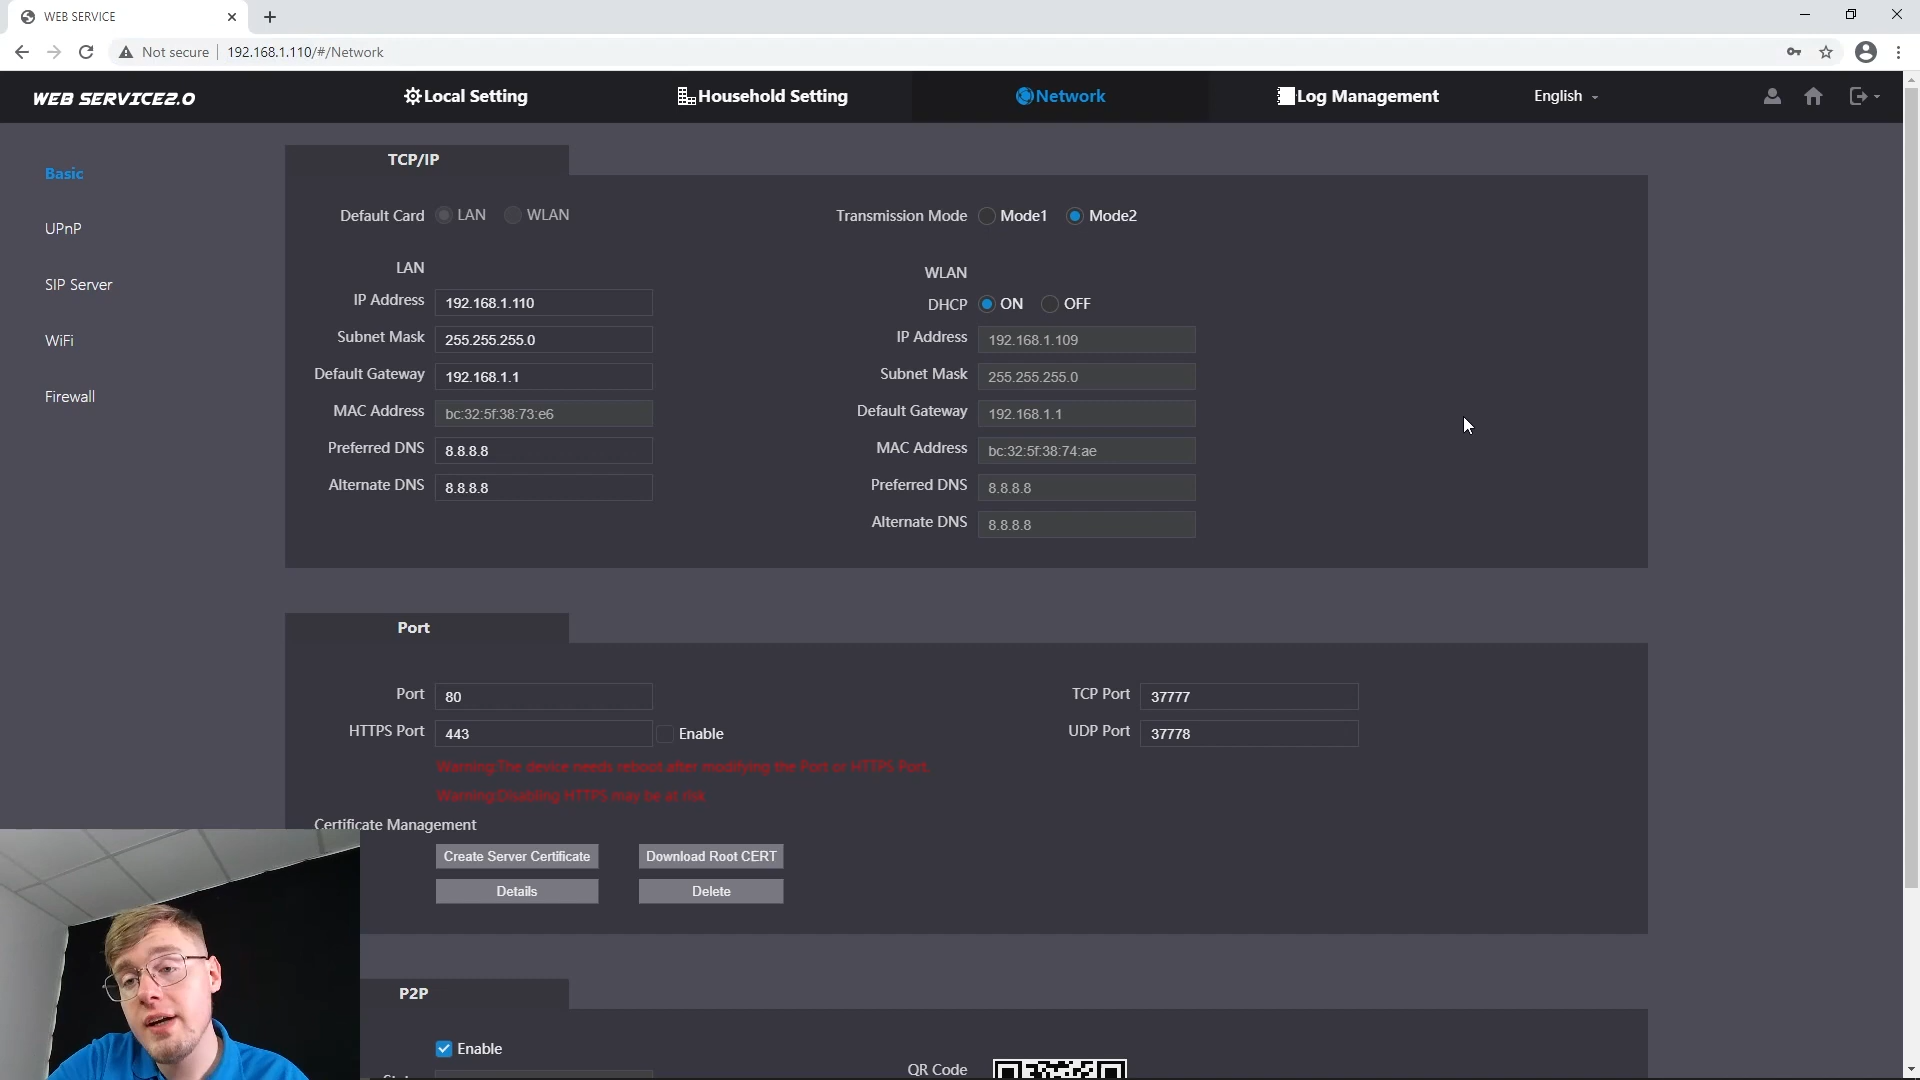 WEB SERVICE
Not secure 192.168.1.110/#/Network
WEB SERVICE2.0
Local Setting
Household Setting
Network
Log Management
English
Basic
UPnP
SIP Server
WiFi
Firewall
TCP/IP
Default Card LAN WLAN
Transmission Mode Mode1 Mode2
LAN
IP Address 192.168.1.110
Subnet Mask 255.255.255.0
Default Gateway 192.168.1.1
MAC Address bc:32:5f:38:73:e6
Preferred DNS 8.8.8.8
Alternate DNS 8.8.8.8
WLAN
DHCP ON OFF
IP Address 192.168.1.109
Subnet Mask 255.255.255.0
Default Gateway 192.168.1.1
MAC Address bc:32:5f:38:74:ae
Preferred DNS 8.8.8.8
Alternate DNS 8.8.8.8
Port
Port 80
HTTPS Port 443 Enable
TCP Port 37777
UDP Port 37778
Warning:The device needs reboot after modifying the Port or HTTPS Port.
Warning:Disabling HTTPS may be at risk
Certificate Management
Create Server Certificate Download Root CERT
Details Delete
P2P
Enable
QR Code